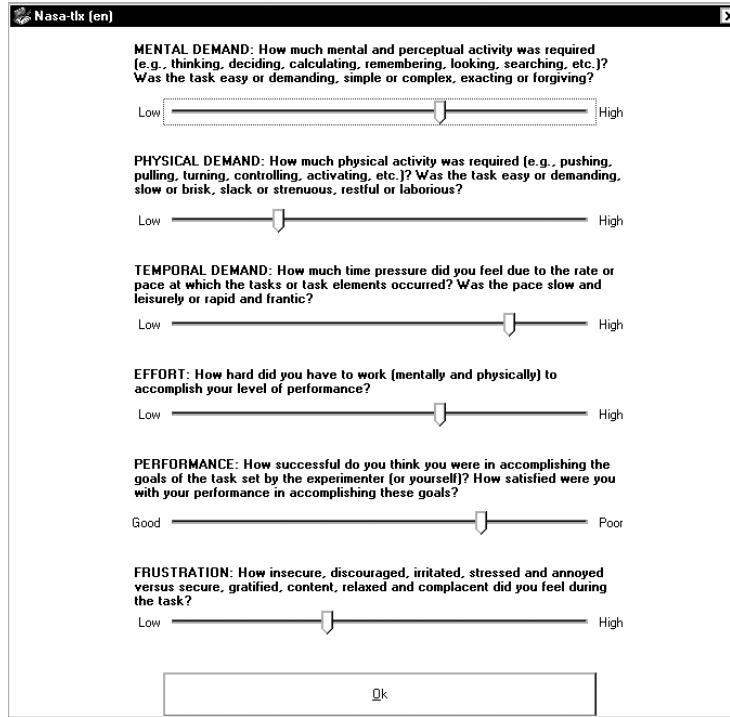 Nasa-tlx (en)
MENTAL DEMAND: How much mental and perceptual activity was required
(e.g., thinking, deciding, calculating, remembering, looking, searching, etc.)?
Was the task easy or demanding, simple or complex, exacting or forgiving?
Low High
PHYSICAL DEMAND: How much physical activity was required (e.g., pushing,
pulling, turning, controlling, activating, etc.)? Was the task easy or demanding,
slow or brisk, slack or strenuous, restful or laborious?
Low High
TEMPORAL DEMAND: How much time pressure did you feel due to the rate or
pace at which the tasks or task elements occurred? Was the pace slow and
leisurely or rapid and frantic?
Low High
EFFORT: How hard did you have to work (mentally and physically) to
accomplish your level of performance?
Low High
PERFORMANCE: How successful do you think you were in accomplishing the
goals of the task set by the experimenter (or yourself)? How satisfied were you
with your performance in accomplishing these goals?
Good Poor
FRUSTRATION: How insecure, discouraged, irritated, stressed and annoyed
versus secure, gratified, content, relaxed and complacent did you feel during
the task?
Low High
Ok